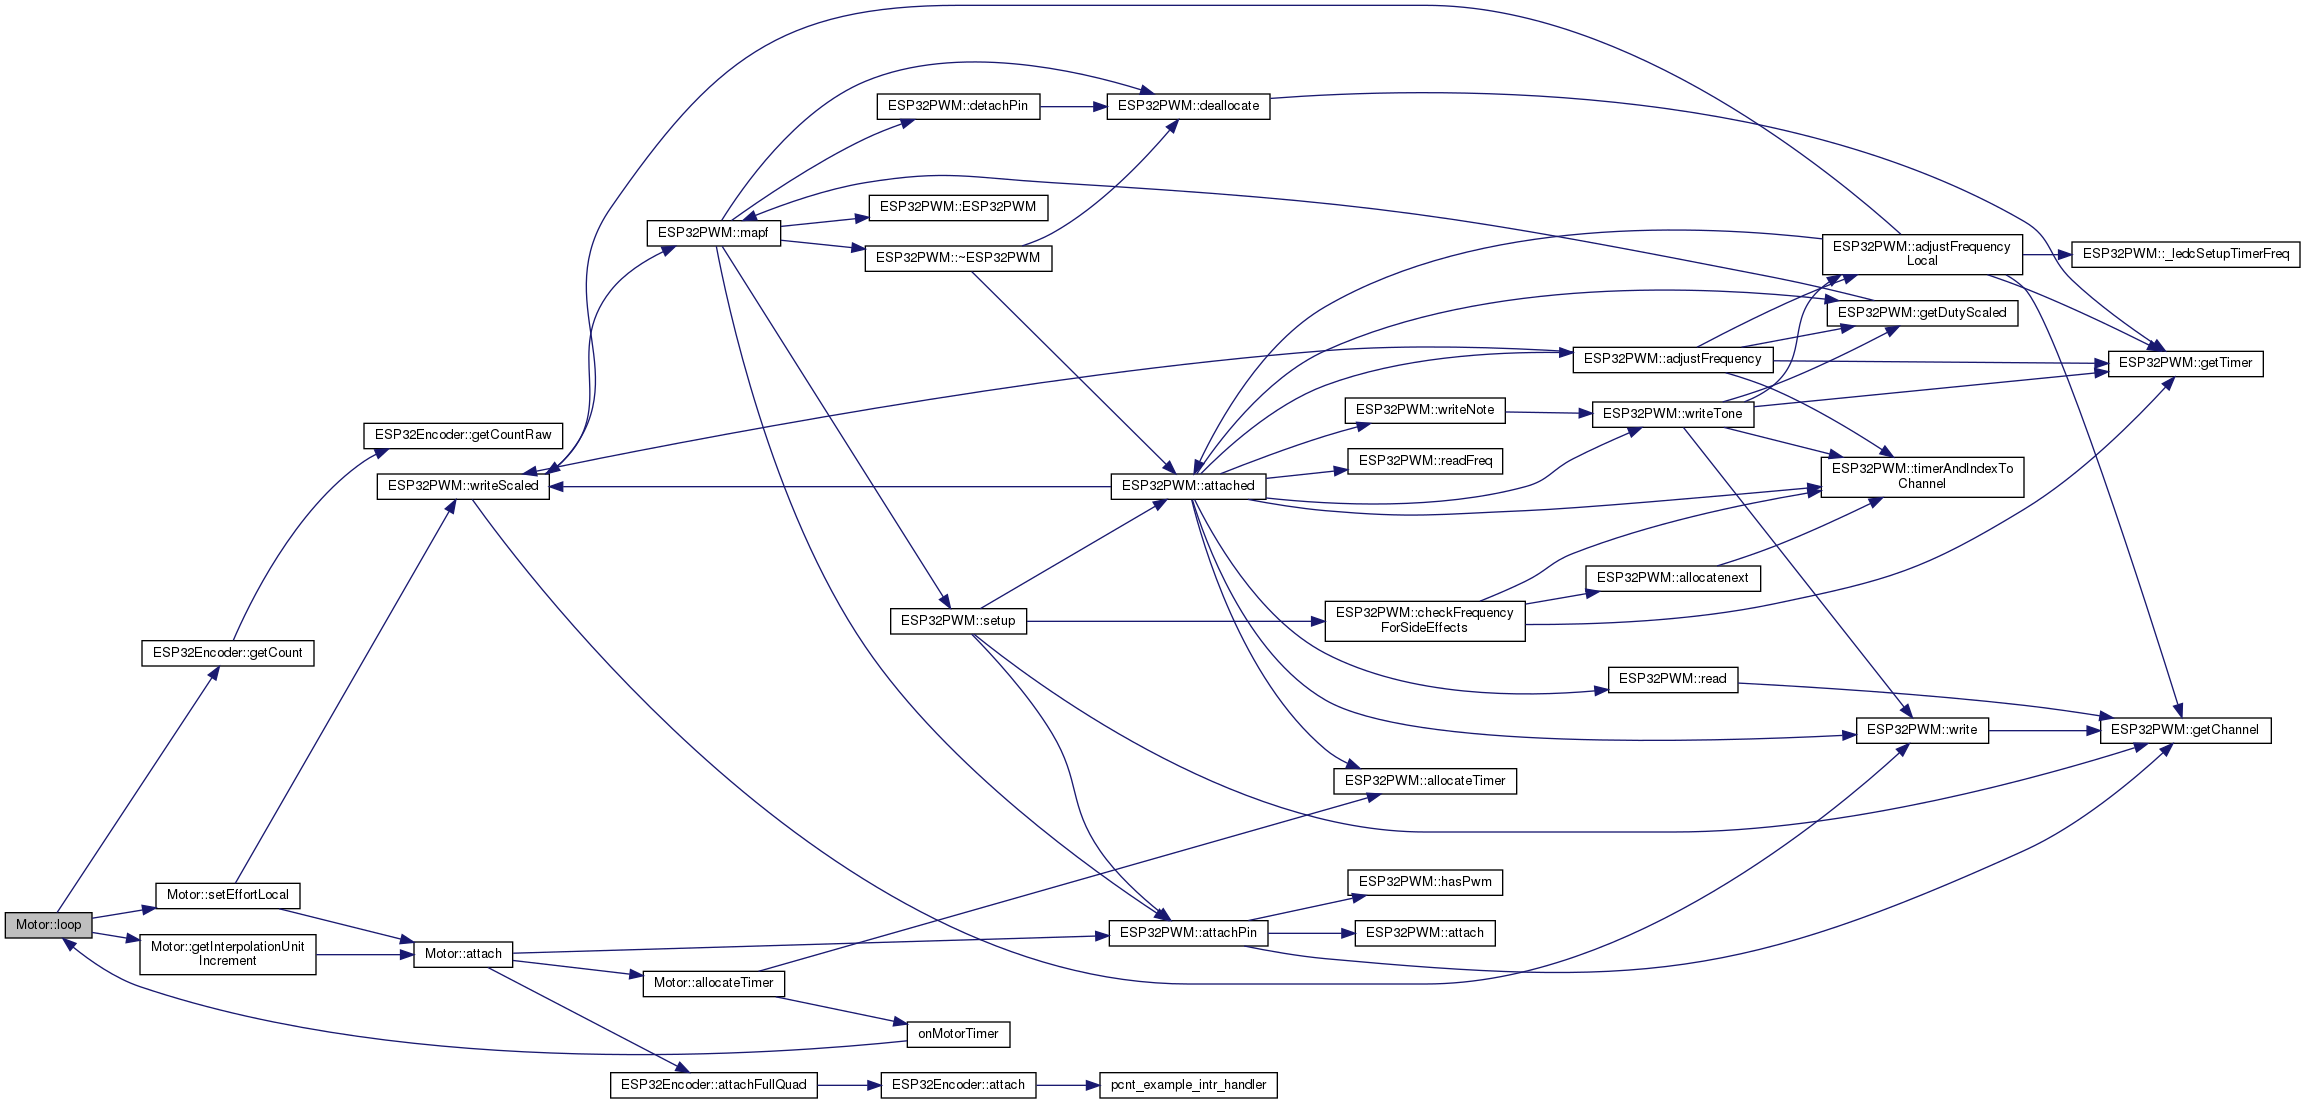 Motor::loop
ESP32Encoder::getCount
Motor::setEffortLocal
Motor::getInterpolationUnit
Increment
ESP32Encoder::getCountRaw
ESP32PWM::writeScaled
Motor::attach
ESP32PWM::mapf
Motor::allocateTimer
ESP32Encoder::attachFullQuad
ESP32PWM::detachPin
ESP32PWM::ESP32PWM
ESP32PWM::~ESP32PWM
ESP32PWM::setup
onMotorTimer
ESP32Encoder::attach
ESP32PWM::deallocate
ESP32PWM::attached
ESP32PWM::attachPin
pcnt_example_intr_handler
ESP32PWM::writeNote
ESP32PWM::readFreq
ESP32PWM::checkFrequency
ForSideEffects
ESP32PWM::allocateTimer
ESP32PWM::hasPwm
ESP32PWM::attach
ESP32PWM::adjustFrequency
ESP32PWM::writeTone
ESP32PWM::allocatenext
ESP32PWM::read
ESP32PWM::adjustFrequency
Local
ESP32PWM::getDutyScaled
ESP32PWM::timerAndIndexTo
Channel
ESP32PWM::write
ESP32PWM::_ledcSetupTimerFreq
ESP32PWM::getTimer
ESP32PWM::getChannel